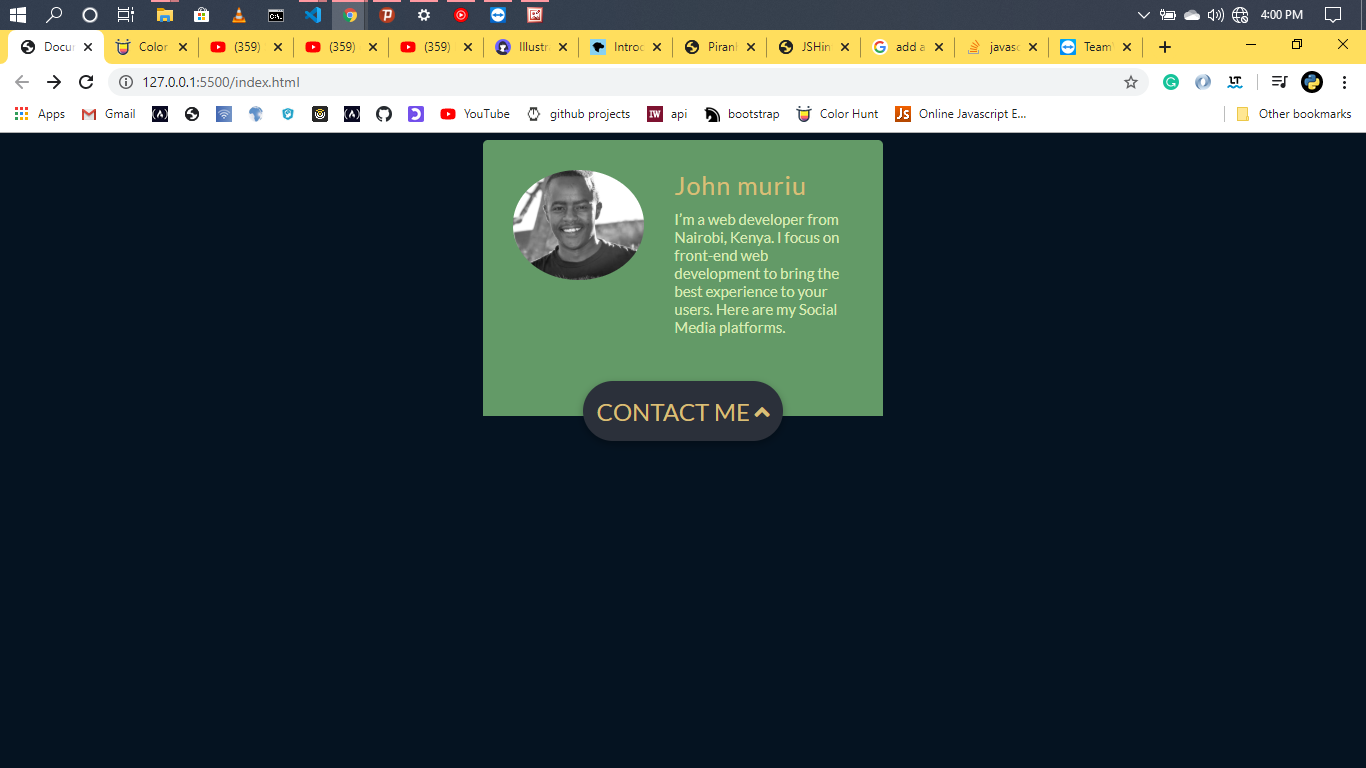 4:00 PM
Docum
Color
(359)
(359)
(359)
Illustra
Introd
Piranh
JSHin
add a
javasc
Team
127.0.0.1:5500/index.html
Apps
Gmail
YouTube
github projects
api
bootstrap
Color Hunt
Online Javascript E...
Other bookmarks
John muriu
I'm a web developer from
Nairobi, Kenya. I focus on
front-end web
development to bring the
best experience to your
users. Here are my Social
Media platforms.
CONTACT ME